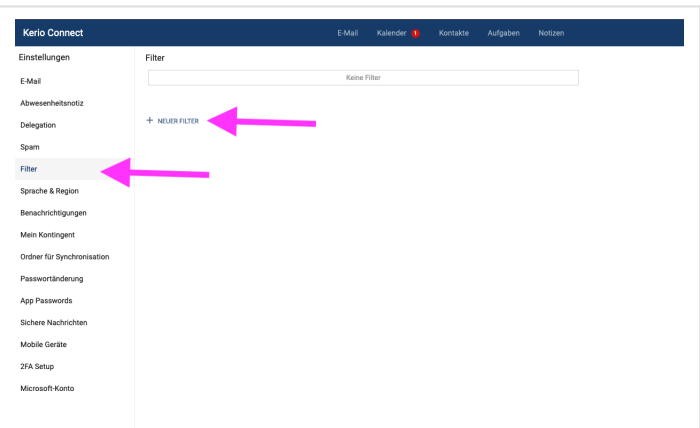 Kerio Connect
E-Mail Kalender 1 Kontakte Aufgaben Notizen
Einstellungen
E-Mail
Abwesenheitsnotiz
Delegation
Spam
Filter
Sprache & Region
Benachrichtigungen
Mein Kontingent
Ordner für Synchronisation
Passwortänderung
App Passwords
Sichere Nachrichten
Mobile Geräte
2FA Setup
Microsoft-Konto
Filter
Keine Filter
+ NEUER FILTER